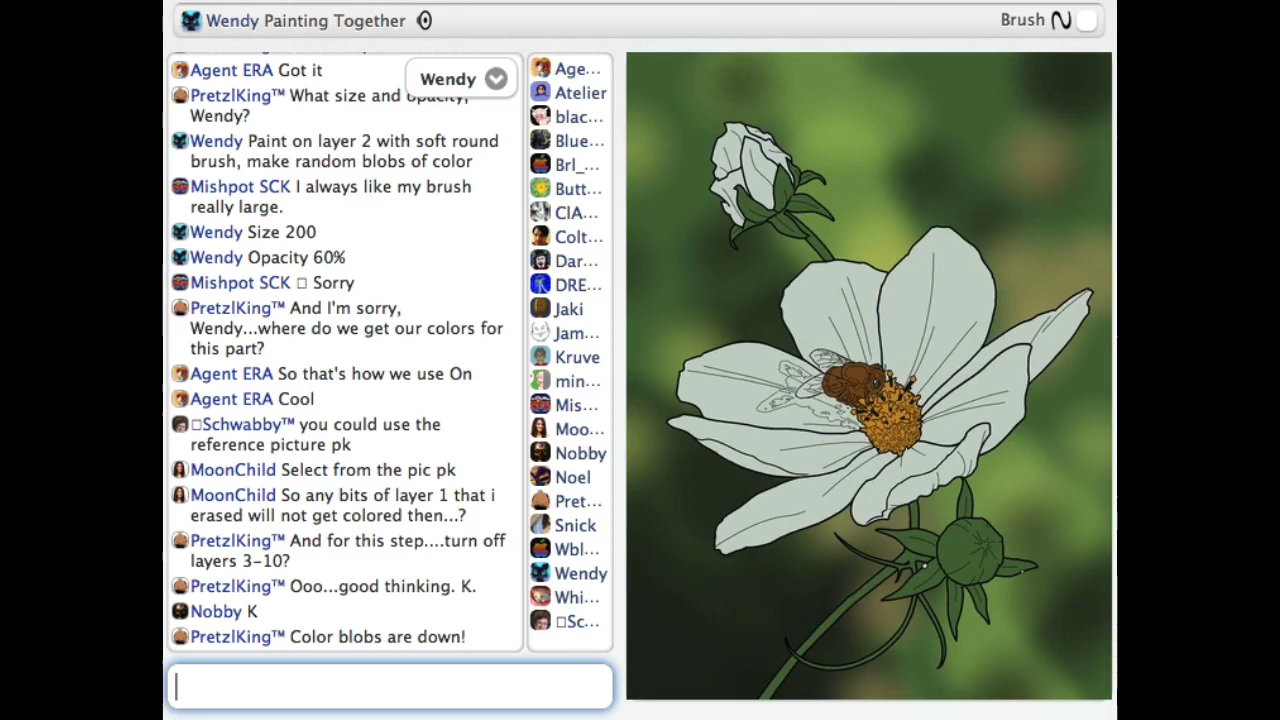 Wendy Painting Together
Brush
Agent ERA Got it
Wendy
PretzlKing™ What size and opacity,
Wendy?
Wendy Paint on layer 2 with soft round
brush, make random blobs of color
Mishpot SCK I always like my brush
really large.
Wendy Size 200
Wendy Opacity 60%
Mishpot SCK Sorry
PretzlKing™ And I'm sorry,
Wendy...where do we get our colors for
this part?
Agent ERA So that's how we use On
Agent ERA Cool
Schwabby™ you could use the
reference picture pk
MoonChild Select from the pic pk
MoonChild So any bits of layer 1 that i
erased will not get colored then...?
PretzlKing™ And for this step....turn off
layers 3-10?
PretzlKing™ Ooo...good thinking. K.
Nobby K
PretzlKing™ Color blobs are down!
Age...
Atelier
blac...
Blue...
Brl_...
Butt...
ClA...
Colt...
Dar...
DRE...
Jaki
Jam...
Kruve
min...
Mis...
Moo...
Nobby
Noel
Pret...
Snick
Wbl...
Wendy
Whi...
Sc...